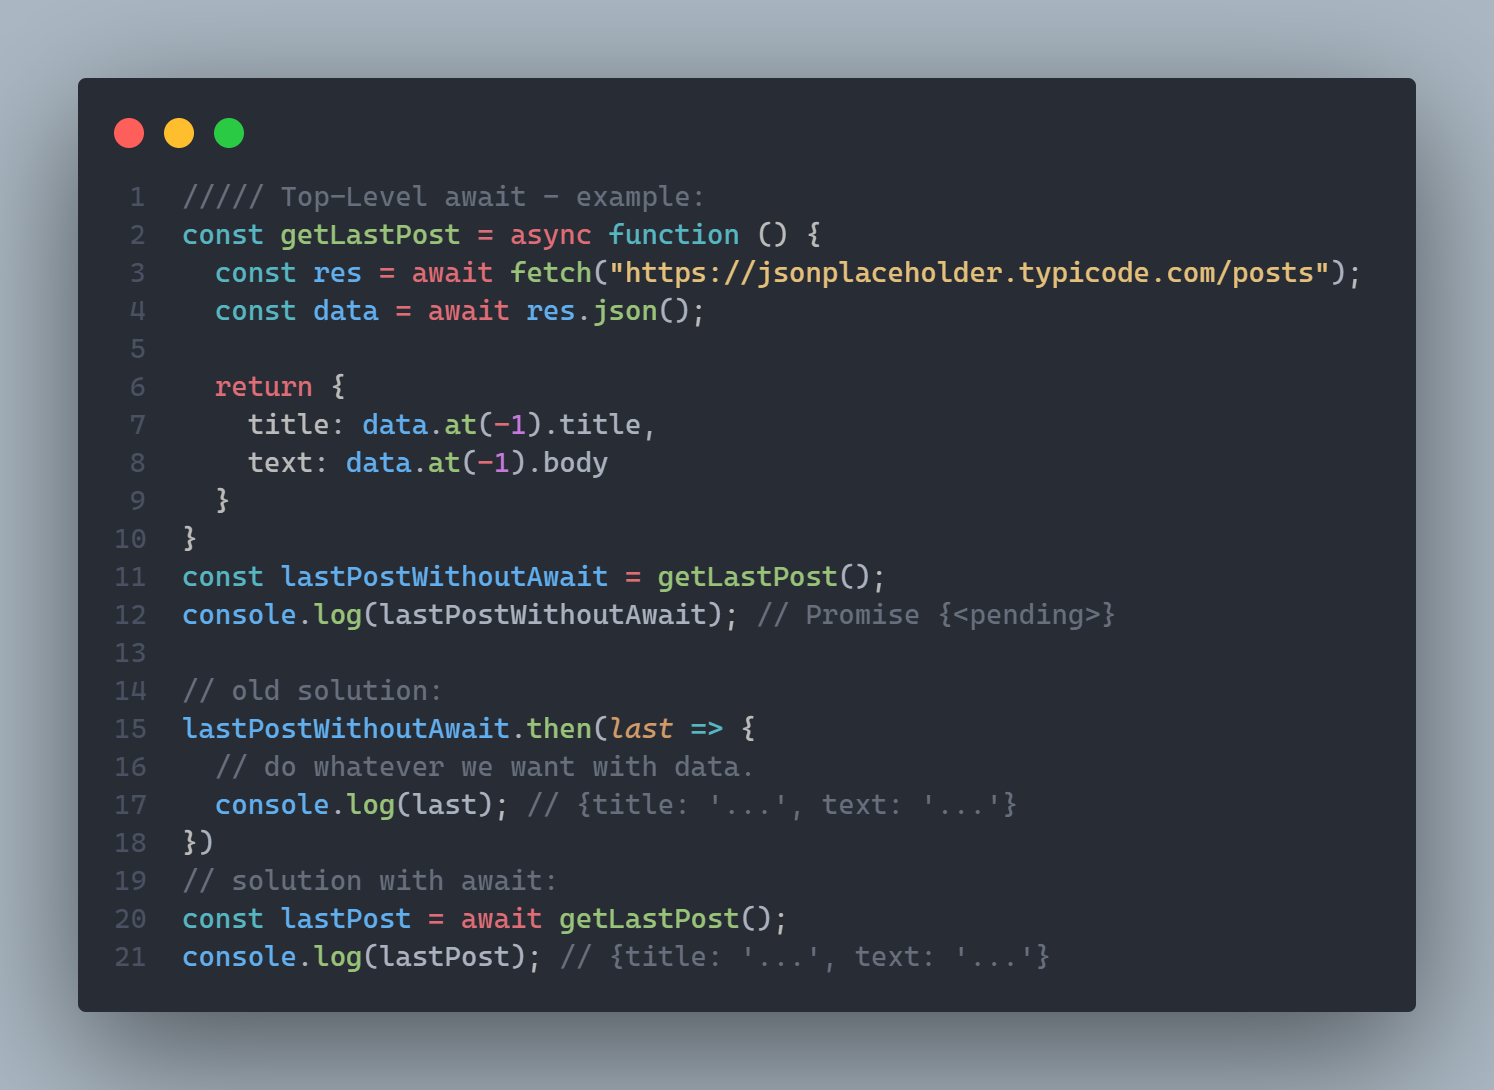 1 ///// Top-Level await - example:
2 const getLastPost = async function () {
3   const res = await fetch("https://jsonplaceholder.typicode.com/posts");
4   const data = await res.json();
5
6   return {
7     title: data.at(-1).title,
8     text: data.at(-1).body
9   }
10 }
11 const lastPostWithoutAwait = getLastPost();
12 console.log(lastPostWithoutAwait); // Promise {<pending>}
13
14 // old solution:
15 lastPostWithoutAwait.then(last => {
16   // do whatever we want with data.
17   console.log(last); // {title: '...', text: '...'}
18 })
19 // solution with await:
20 const lastPost = await getLastPost();
21 console.log(lastPost); // {title: '...', text: '...'}